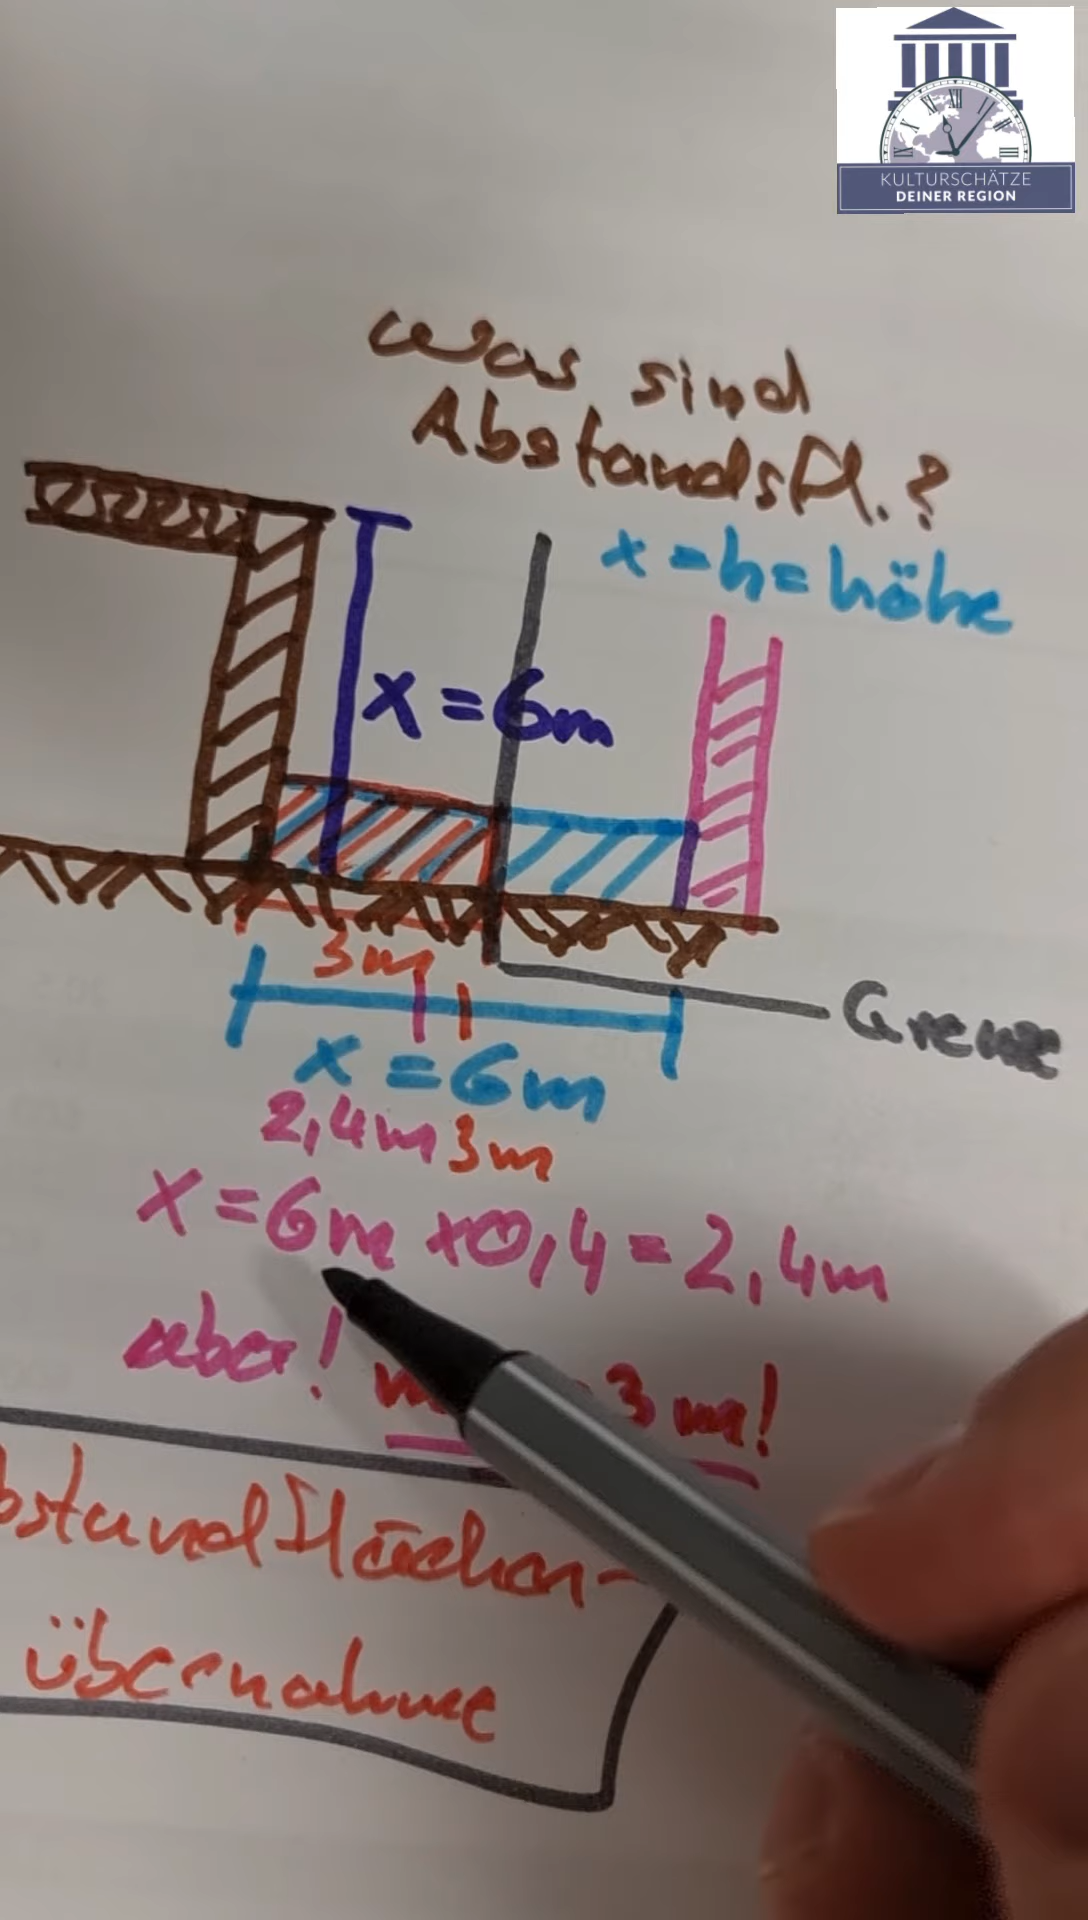 KULTURSCHÄTZE
DEINER REGION
Was sind
Abstandsfl.?
x = h = höhe
x = 6m
3m
Grenze
x = 6m
2,4m 3m
x = 6m x 0,4 = 2,4m
aber! 3m!
übernahme